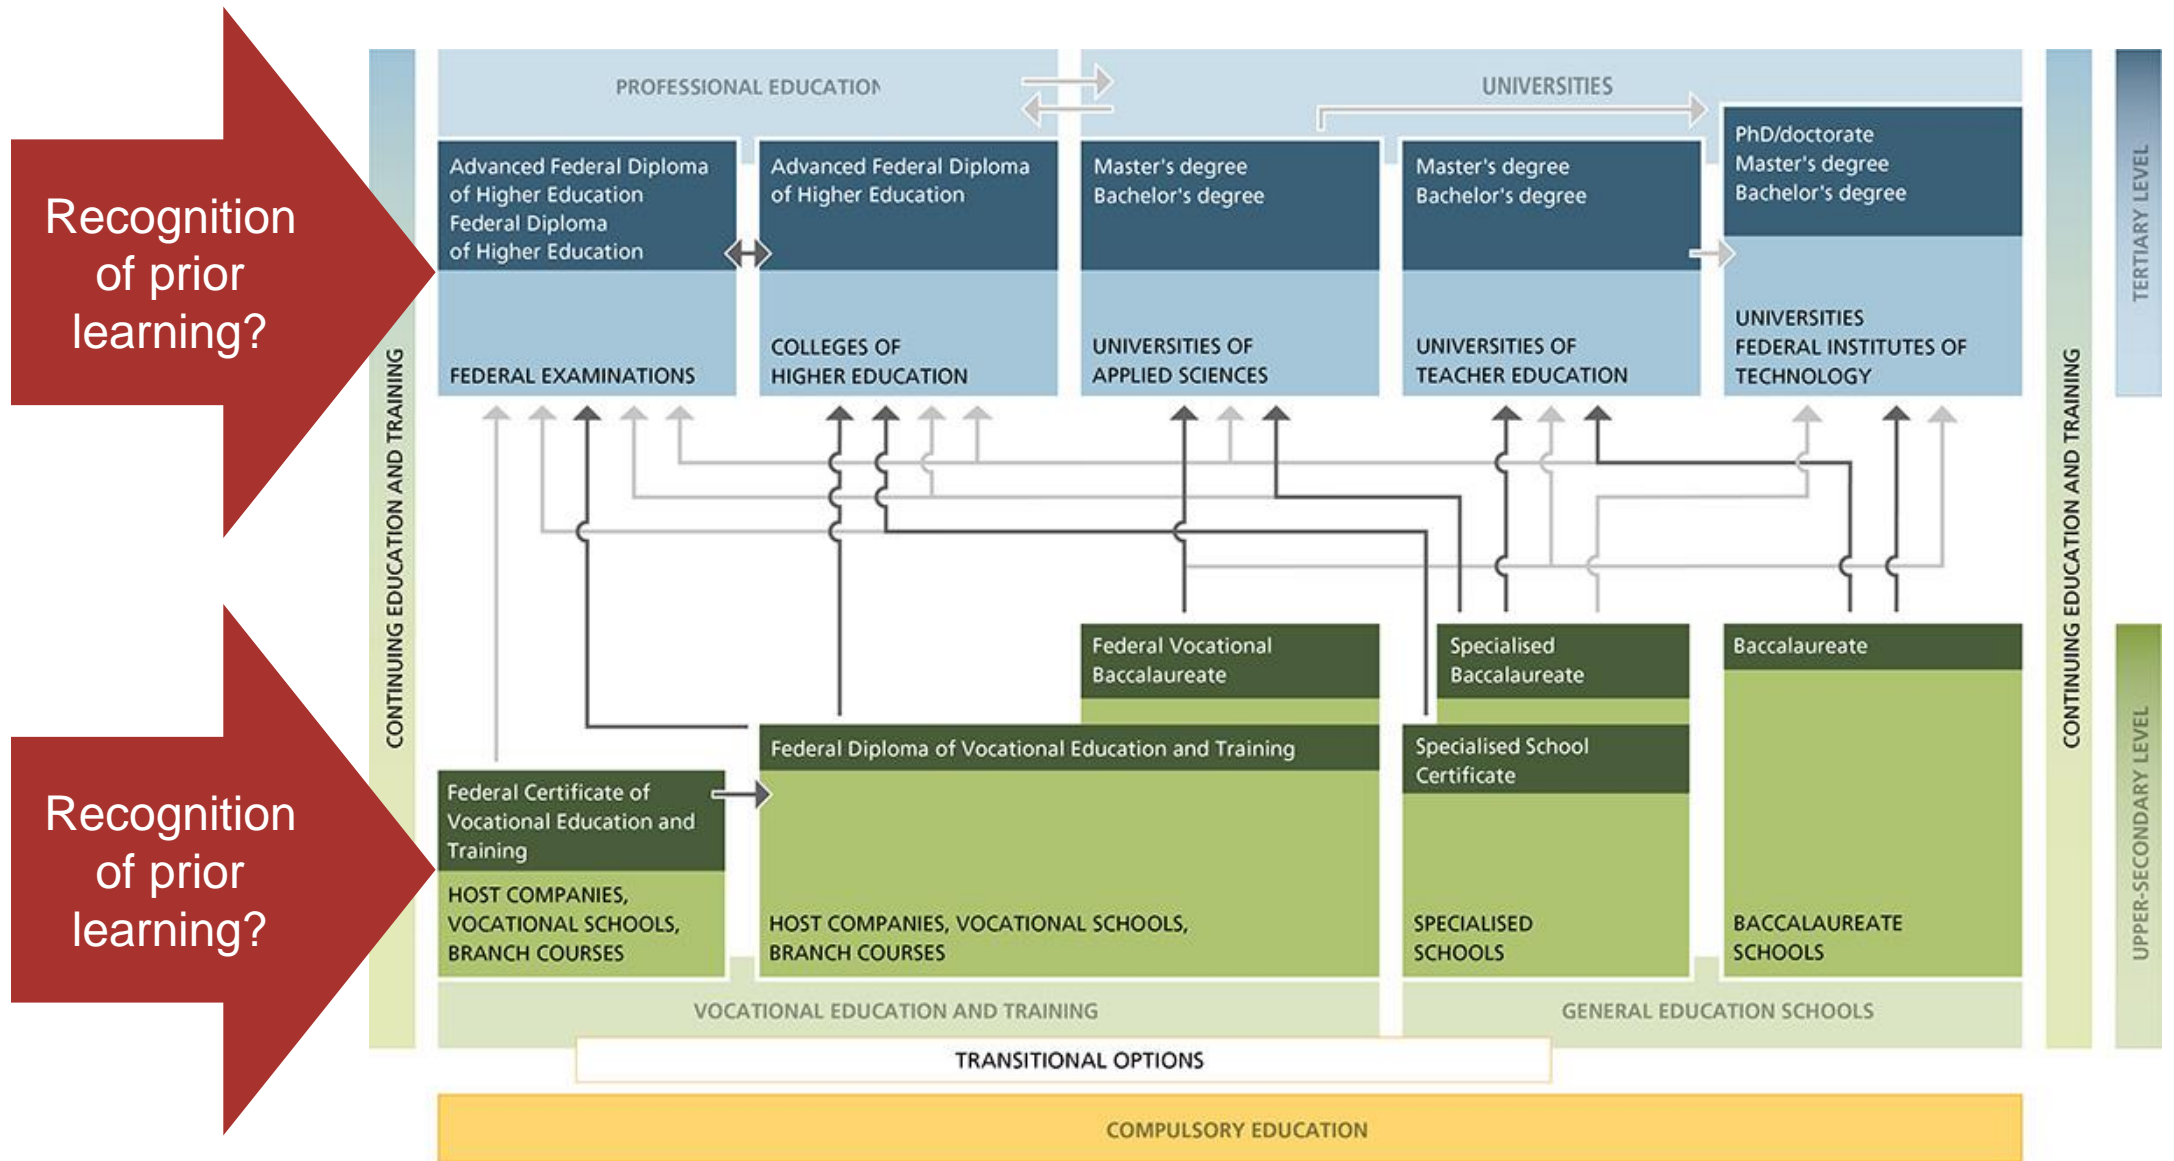 Recognition
of prior
learning?
Recognition
of prior
learning?
CONTINUING EDUCATION AND TRAINING
PROFESSIONAL EDUCATION
UNIVERSITIES
Advanced Federal Diploma
of Higher Education
Federal Diploma
of Higher Education
FEDERAL EXAMINATIONS
Advanced Federal Diploma
of Higher Education
COLLEGES OF
HIGHER EDUCATION
Master's degree
Bachelor's degree
UNIVERSITIES OF
APPLIED SCIENCES
Master's degree
Bachelor's degree
UNIVERSITIES OF
TEACHER EDUCATION
PhD/doctorate
Master's degree
Bachelor's degree
UNIVERSITIES
FEDERAL INSTITUTES OF
TECHNOLOGY
Federal Vocational
Baccalaureate
Specialised
Baccalaureate
Baccalaureate
Federal Diploma of Vocational Education and Training
Specialised School
Certificate
Federal Certificate of
Vocational Education and
Training
HOST COMPANIES,
VOCATIONAL SCHOOLS,
BRANCH COURSES
HOST COMPANIES, VOCATIONAL SCHOOLS,
BRANCH COURSES
SPECIALISED
SCHOOLS
BACCALAUREATE
SCHOOLS
VOCATIONAL EDUCATION AND TRAINING
GENERAL EDUCATION SCHOOLS
TRANSITIONAL OPTIONS
COMPULSORY EDUCATION
CONTINUING EDUCATION AND TRAINING
TERTIARY LEVEL
UPPER-SECONDARY LEVEL